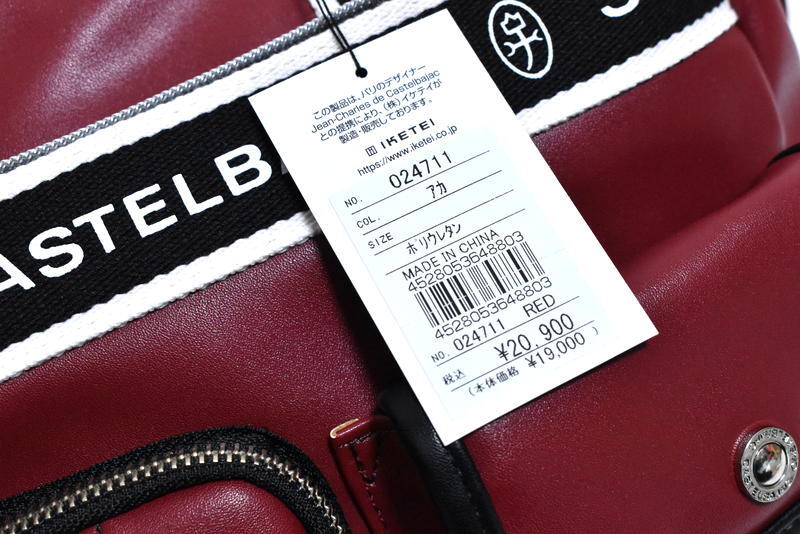 ASTELB
この製品は、パリのデザイナー
Jean-Charles de Castelbajac
との提携により、(株)イケテイが
製造・販売しております。
IKETEI
https://www.iketei.co.jp
NO. 024711
COL. アカ
SIZE
ポリウレタン
MADE IN CHINA
4528053648803
4528053648803
NO. 024711 RED
税込 ¥20,900
(本体価格 ¥19,000)